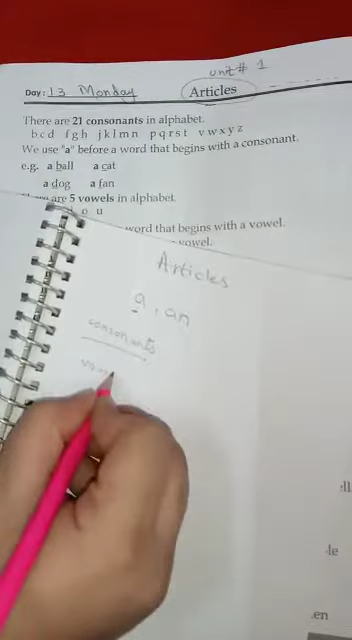 unit # 1
Day: 13 Monday Articles
There are 21 consonants in alphabet.
b c d f g h j k l m n p q r s t v w x y z
We use "a" before a word that begins with a consonant.
e.g. a ball a cat
a dog a fan
are 5 vowels in alphabet.
o u
word that begins with a vowel.
vowel.
Articles
a, an
consonants